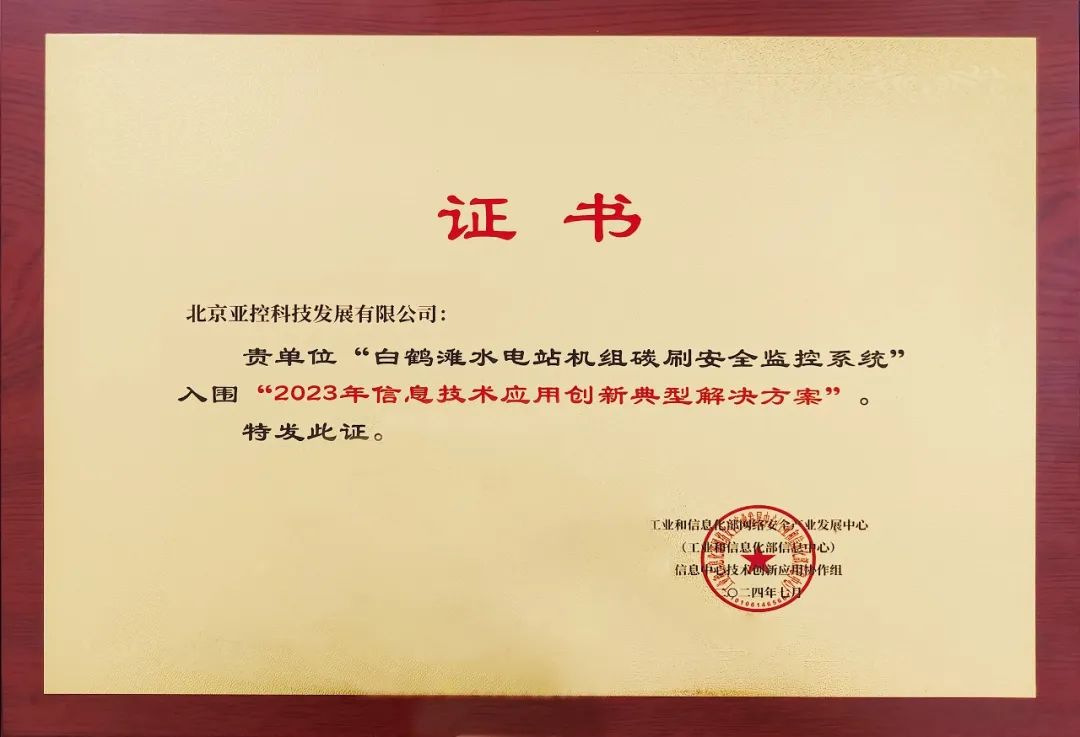 证书
北京亚控科技发展有限公司:
贵单位“白鹤滩水电站机组碳刷安全监控系统”
入围“2023年信息技术应用创新典型解决方案”。
特发此证。
工业和信息化部网络安全产业发展中心
(工业和信息化部信息中心)
信息中心技术创新应用协作组
二〇二四年七月